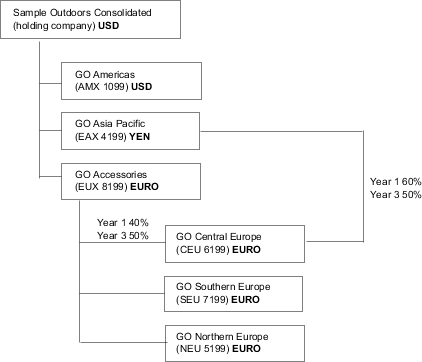 Sample Outdoors Consolidated
(holding company) USD
GO Americas
(AMX 1099) USD
GO Asia Pacific
(EAX 4199) YEN
GO Accessories
(EUX 8199) EURO
Year 1 60%
Year 3 50%
Year 1 40%
Year 3 50%
GO Central Europe
(CEU 6199) EURO
GO Southern Europe
(SEU 7199) EURO
GO Northern Europe
(NEU 5199) EURO